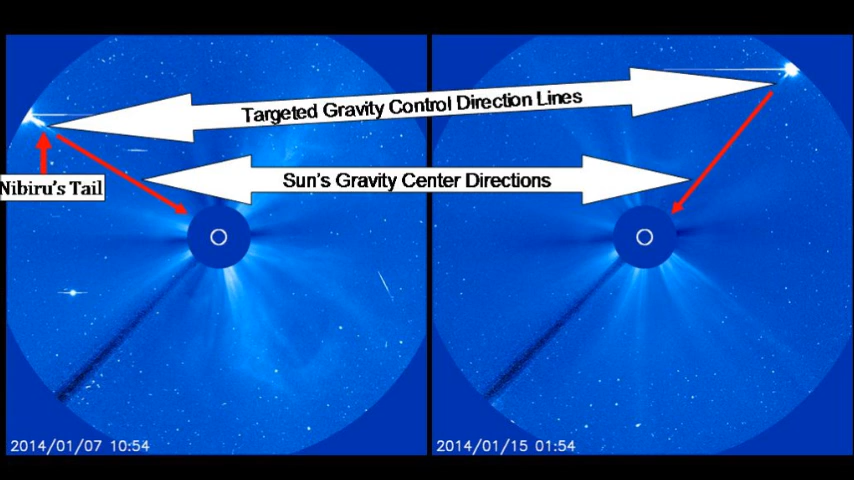 Targeted Gravity Control Direction Lines
Sun's Gravity Center Directions
Nibiru's Tail
2014/01/07 10:54
2014/01/15 01:54